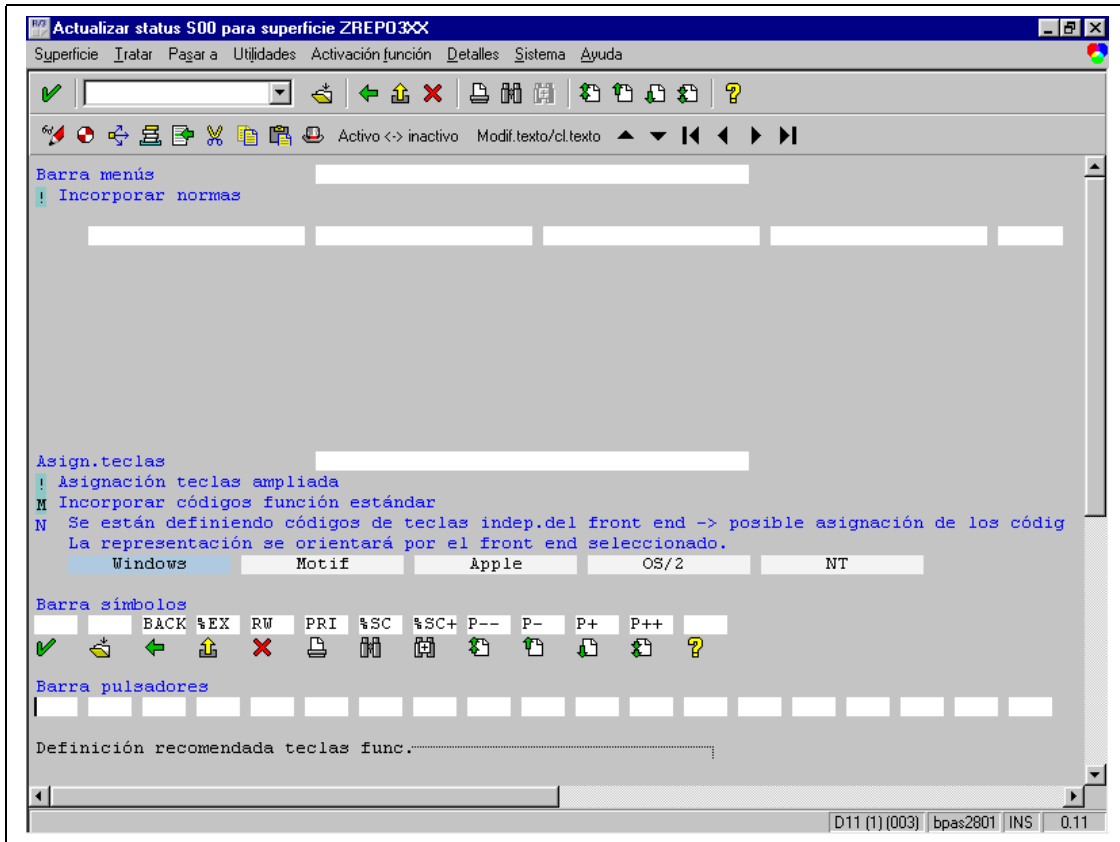 Actualizar status S00 para superficie ZREPO3XX
Superficie Tratar Pasar a Utilidades Activación función Detalles Sistema Ayuda
Activo <-> inactivo Modif.texto/cl.texto
Barra menús
! Incorporar normas
Asign.teclas
! Asignación teclas ampliada
M Incorporar códigos función estándar
N Se están definiendo códigos de teclas indep.del front end -> posible asignación de los códig
La representación se orientará por el front end seleccionado.
Windows Motif Apple OS/2 NT
Barra símbolos
BACK %EX RW PRI %SC %SC+ P-- P- P+ P++
Barra pulsadores
Definición recomendada teclas func.
D11 (1) (003) bpas2801 INS 0.11